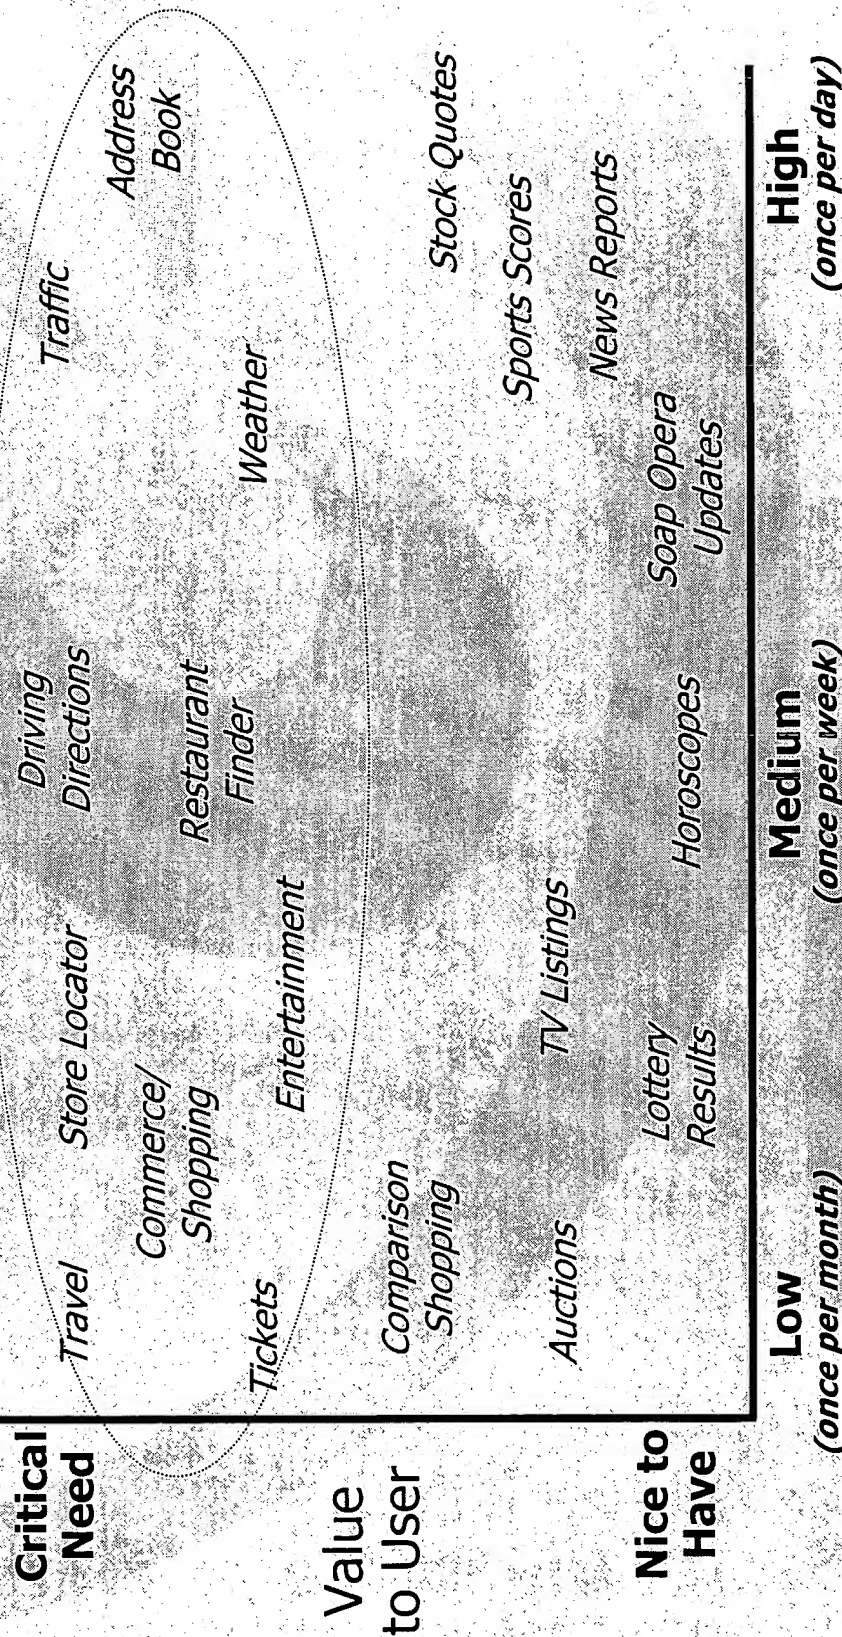 Critical
Need
Value
to User
Nice to
Have
Travel
Store Locator
Driving
Directions
Traffic
Address
Book
Commerce/
Shopping
Restaurant
Finder
Weather
Tickets
Entertainment
Comparison
Shopping
Stock Quotes
Auctions
TV Listings
Sports Scores
News Reports
Lottery
Results
Horoscopes
Soap Opera
Updates
Low
(once per month)
Medium
(once per week)
High
(once per day)